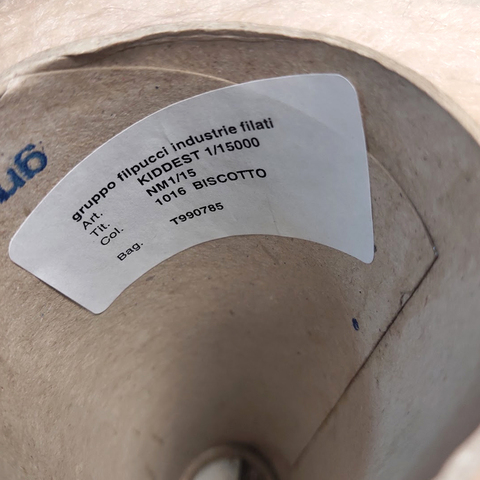 gruppo filpucci industrie filati
Art. KIDDEST 1/15000
Tit. NM1/15
Col. 1016 BISCOTTO
Bag. T990785